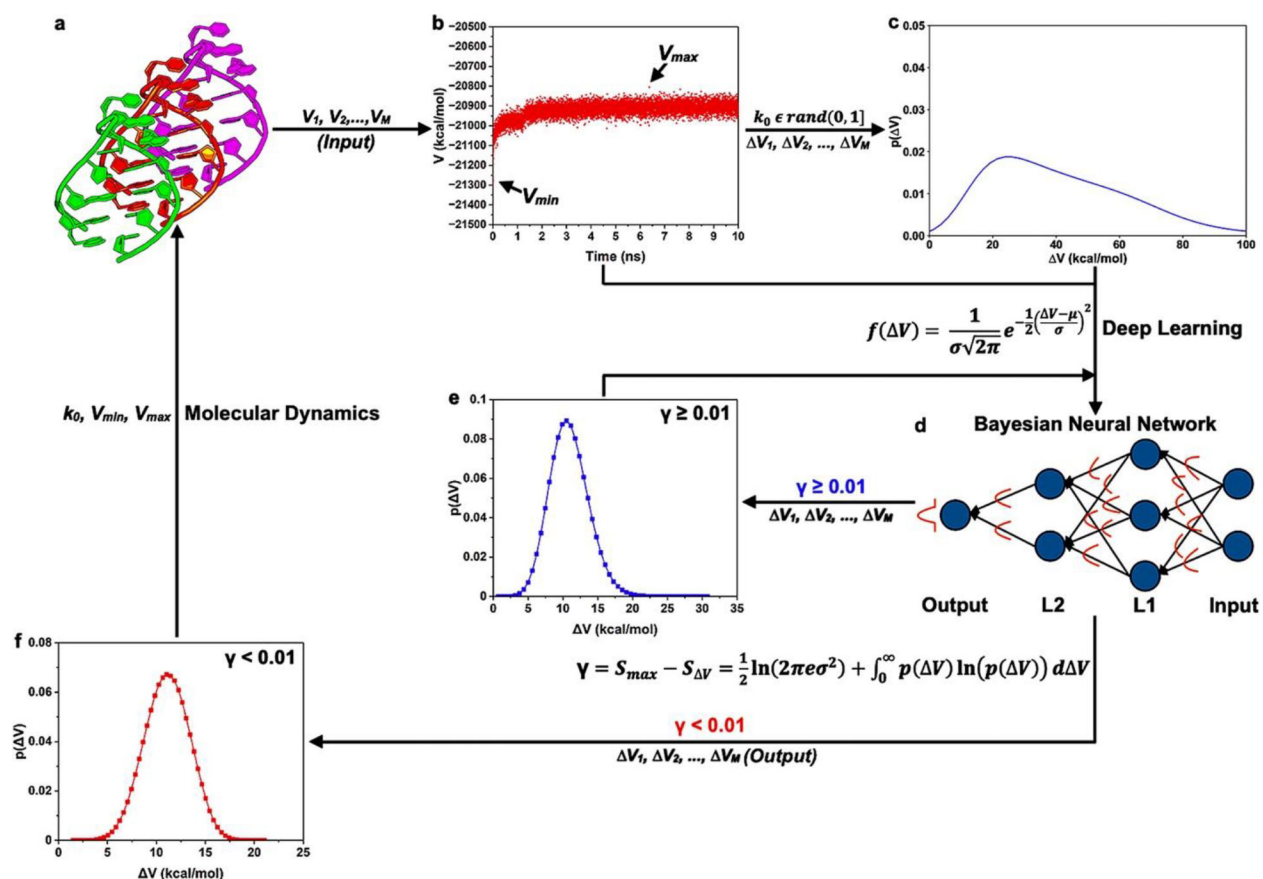 a
V₁, V₂,...,V_M
(Input)
b
−20500
−20600
−20700
−20800
−20900
−21000
−21100
−21200
−21300
−21400
−21500
V (kcal/mol)
0 1 2 3 4 5 6 7 8 9 10
Time (ns)
V_max
V_min
k₀ ϵ rand(0, 1]
ΔV₁, ΔV₂, ..., ΔV_M
c
0.05
0.04
0.03
0.02
0.01
0.00
p(ΔV)
0 20 40 60 80 100
ΔV (kcal/mol)
f(ΔV) = 1/(σ√2π) e^(−½((ΔV−μ)/σ)²)
Deep Learning
k₀, V_min, V_max
Molecular Dynamics
e
γ ≥ 0.01
0.1
0.08
0.06
0.04
0.02
0
p(ΔV)
0 5 10 15 20 25 30 35
ΔV (kcal/mol)
γ ≥ 0.01
ΔV₁, ΔV₂, ..., ΔV_M
d
Bayesian Neural Network
Output L2 L1 Input
γ = S_max − S_ΔV = ½ ln(2πeσ²) + ∫₀^∞ p(ΔV) ln(p(ΔV)) dΔV
γ < 0.01
ΔV₁, ΔV₂, ..., ΔV_M (Output)
f
γ < 0.01
0.08
0.06
0.04
0.02
0
p(ΔV)
0 5 10 15 20 25
ΔV (kcal/mol)